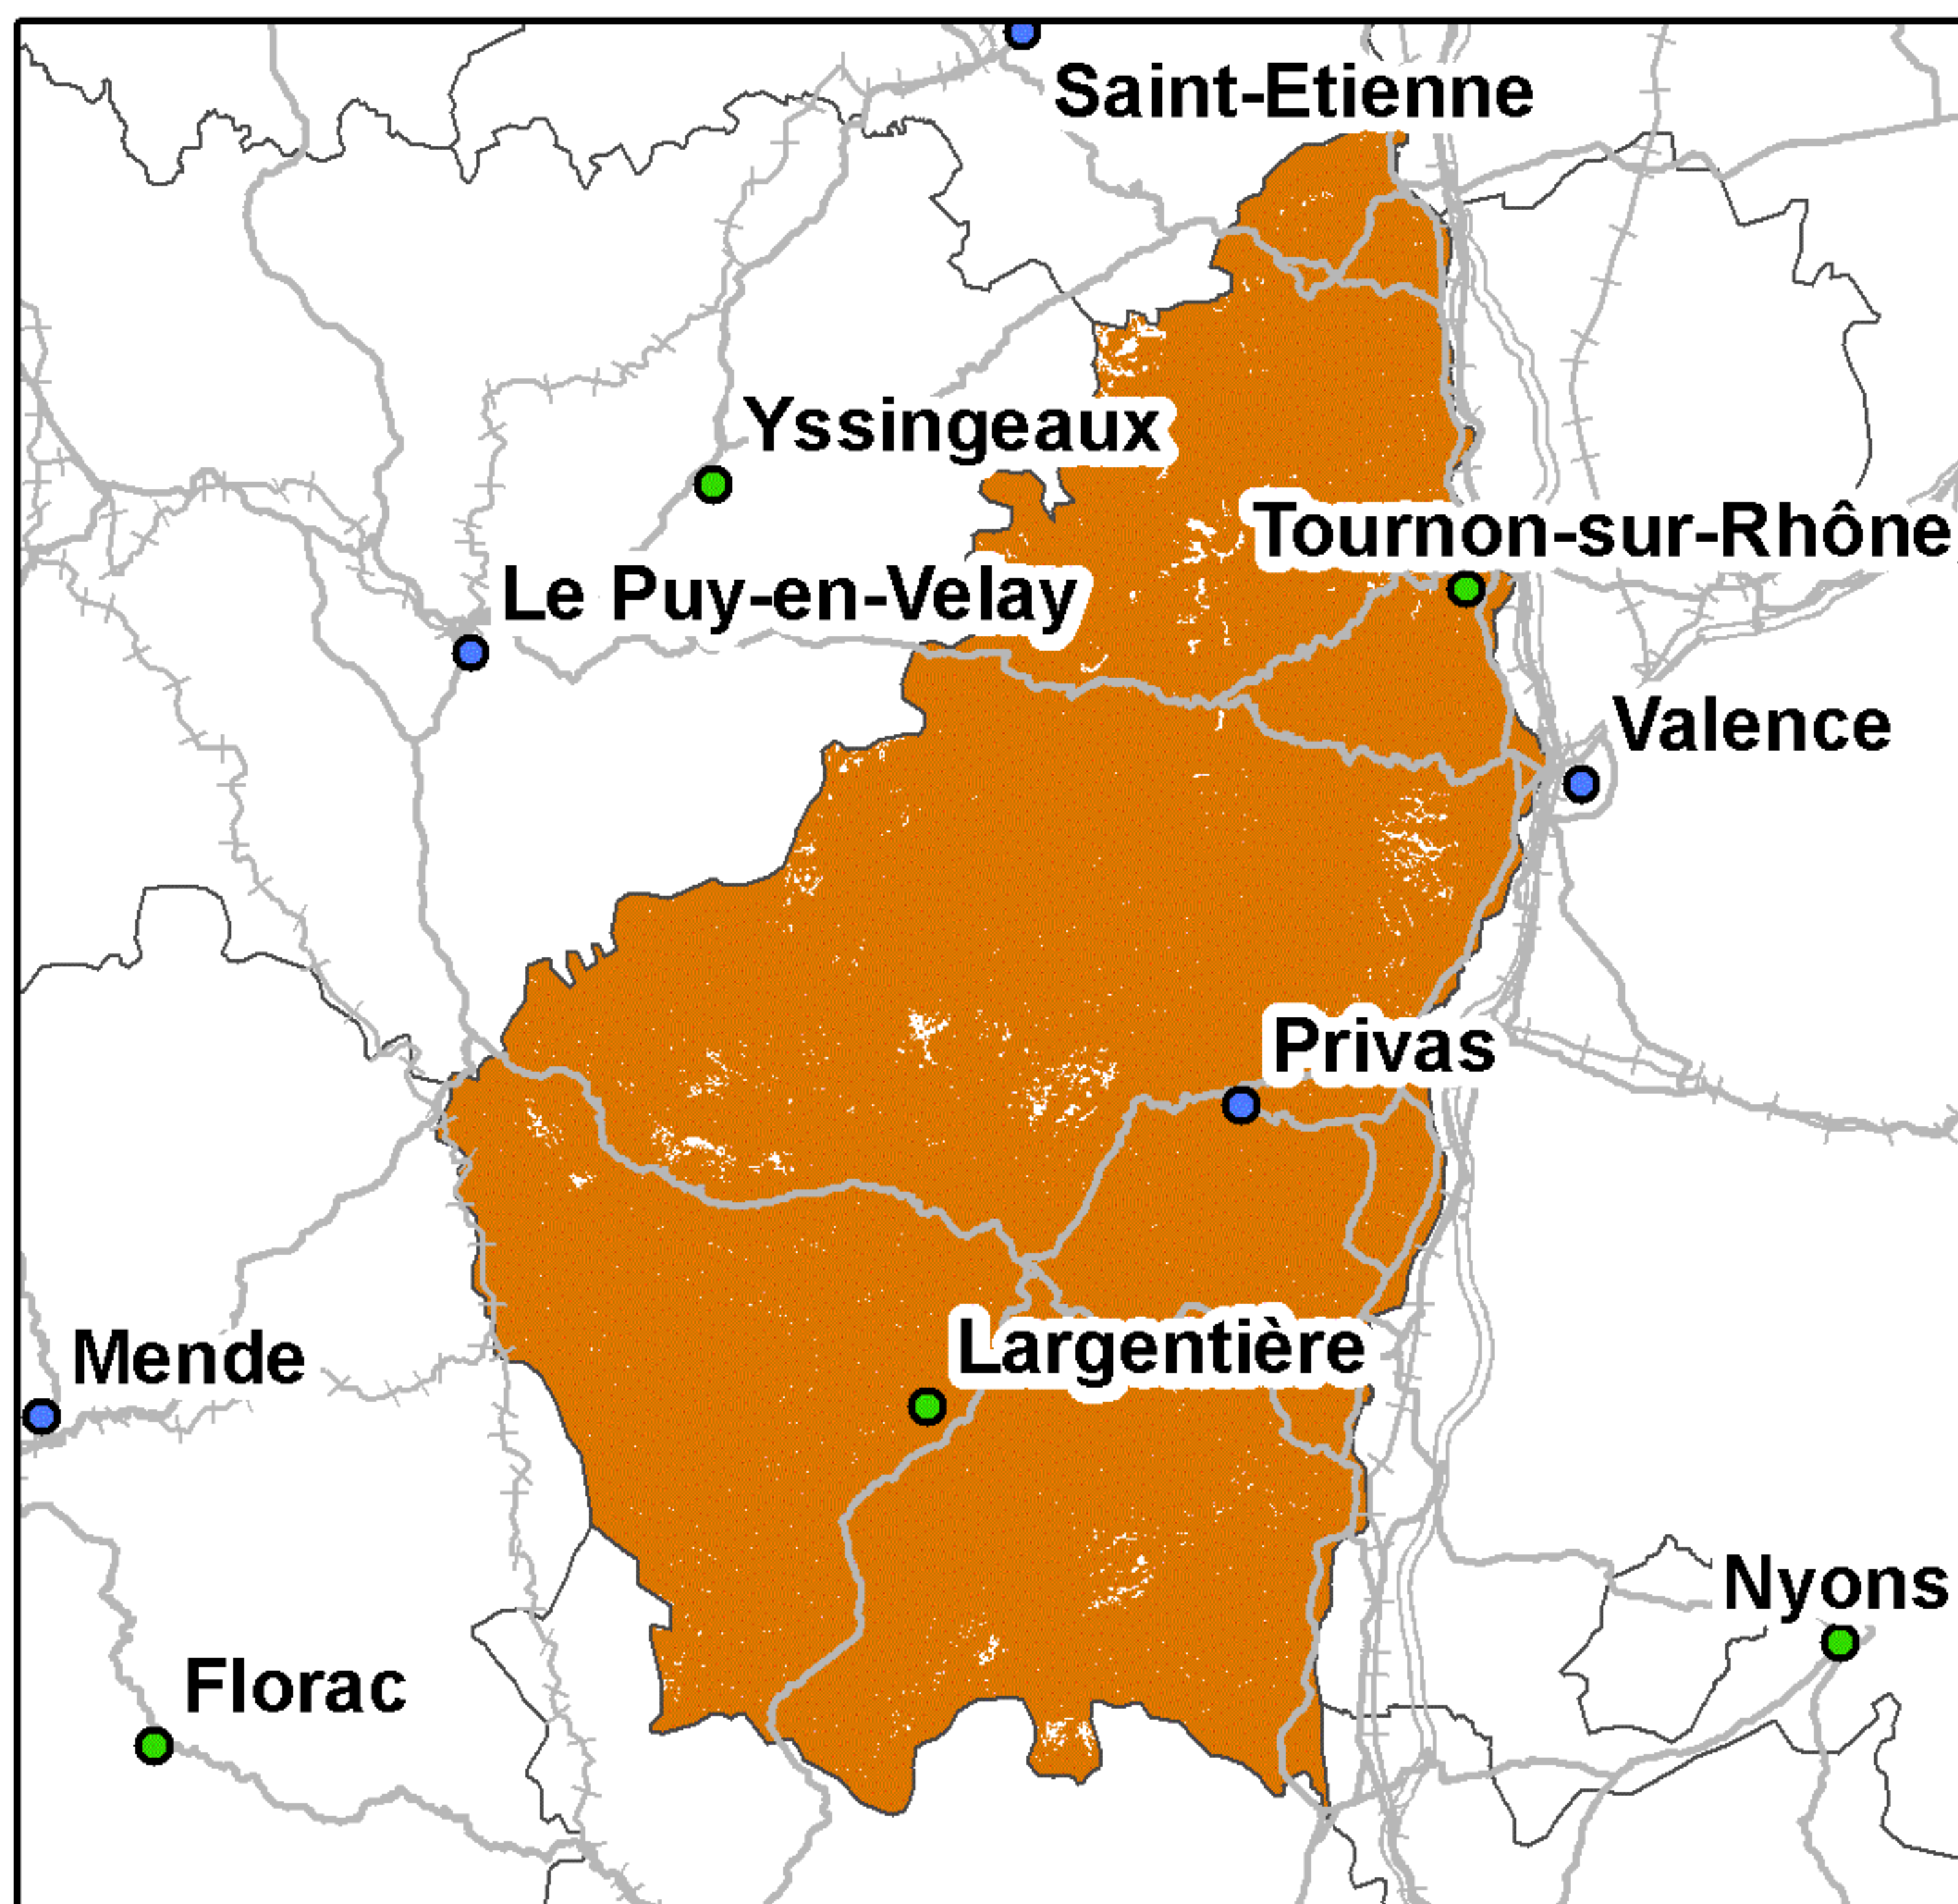 Saint-Etienne
Yssingeaux
Tournon-sur-Rhône
Le Puy-en-Velay
Valence
Privas
Largentière
Mende
Nyons
Florac